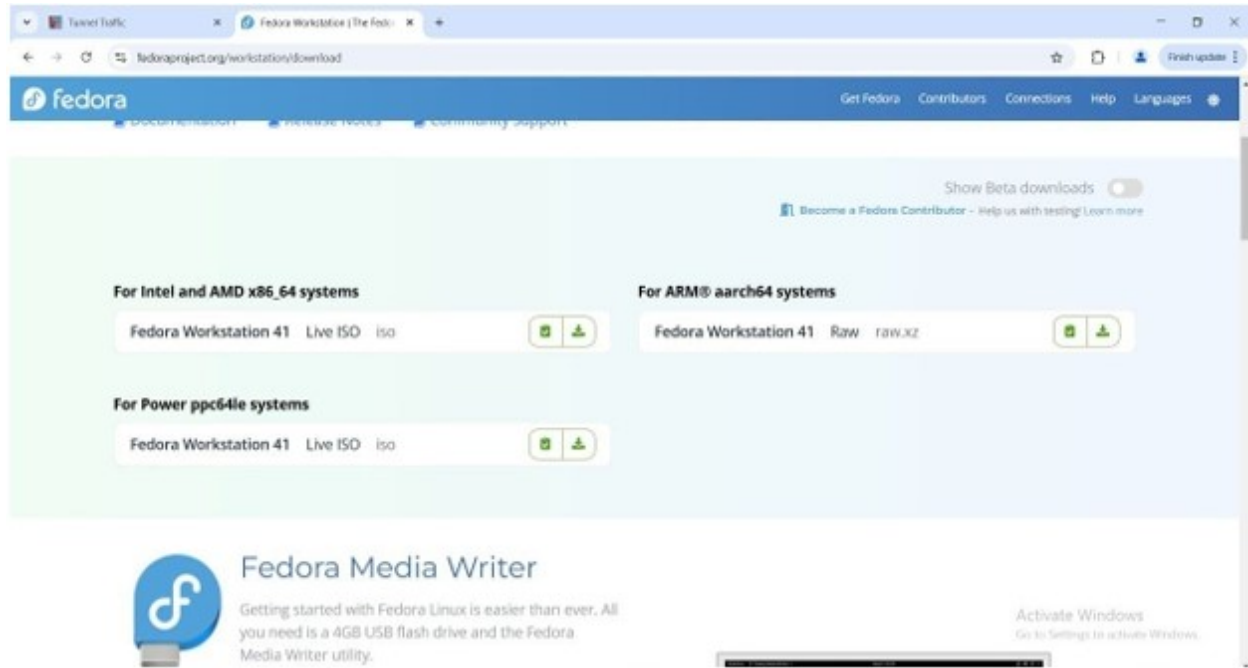 Tunnel Traffic
Fedora Workstation | The Fedo
fedoraproject.org/workstation/download
Finish update
fedora
Get Fedora Contributors Connections Help Languages
Documentation Release Notes Community Support
Show Beta downloads
Become a Fedora Contributor - Help us with testing! Learn more
For Intel and AMD x86_64 systems
For ARM® aarch64 systems
Fedora Workstation 41 Live ISO iso
Fedora Workstation 41 Raw raw.xz
For Power ppc64le systems
Fedora Workstation 41 Live ISO iso
Fedora Media Writer
Getting started with Fedora Linux is easier than ever. All
you need is a 4GB USB flash drive and the Fedora
Media Writer utility.
Activate Windows
Go to Settings to activate Windows.